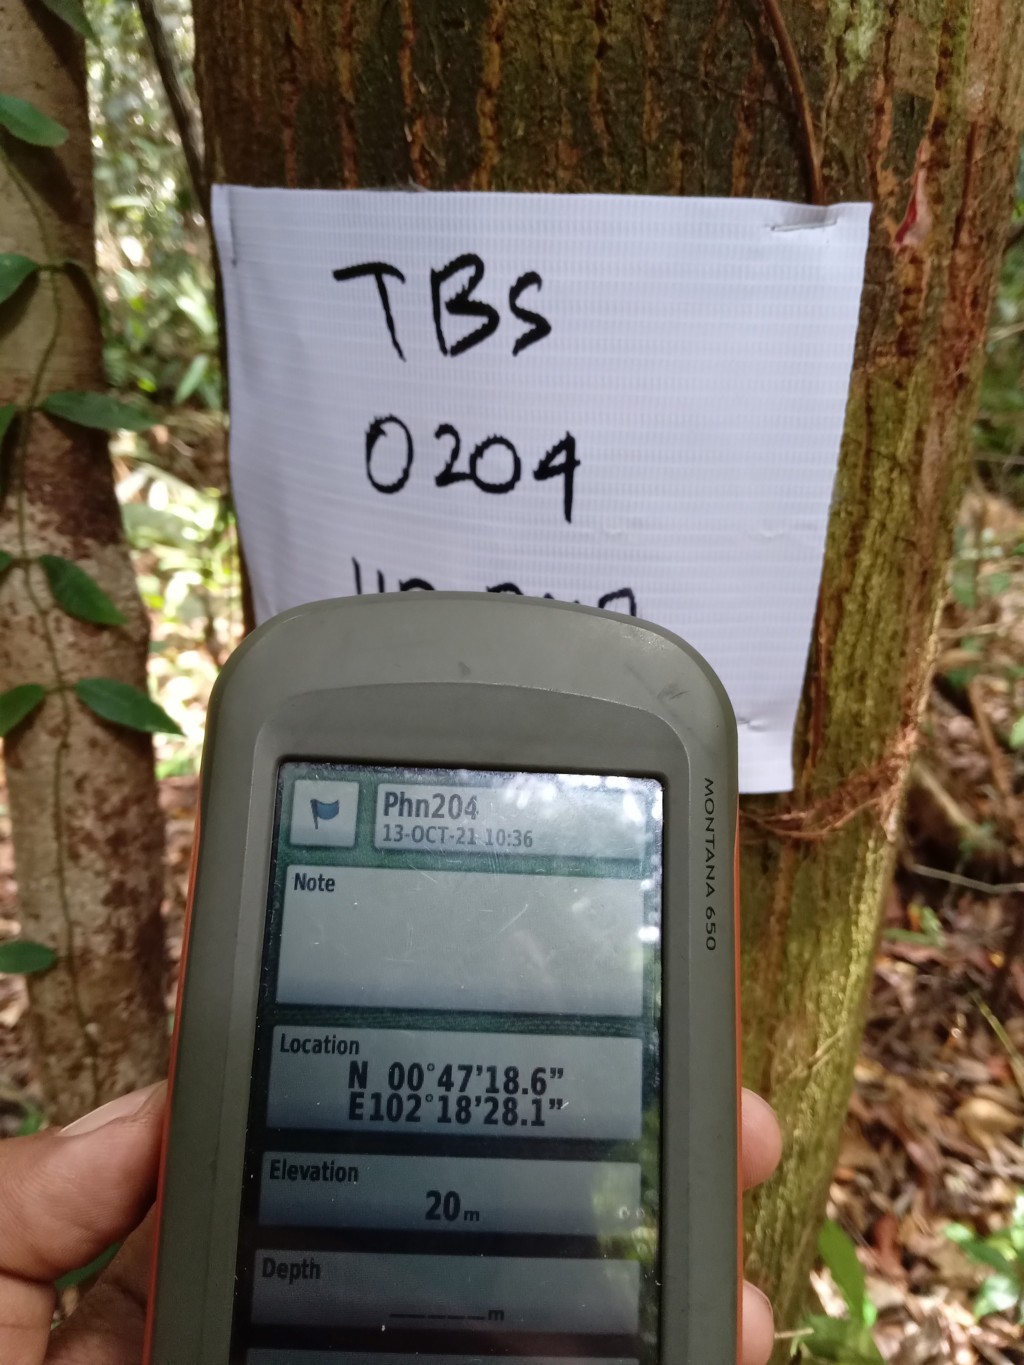 TBS
0204
MONTANA 650
Phn204
13-OCT-21 10:36
Note
Location
N 00°47'18.6"
E102°18'28.1"
Elevation
20m
Depth
_____m